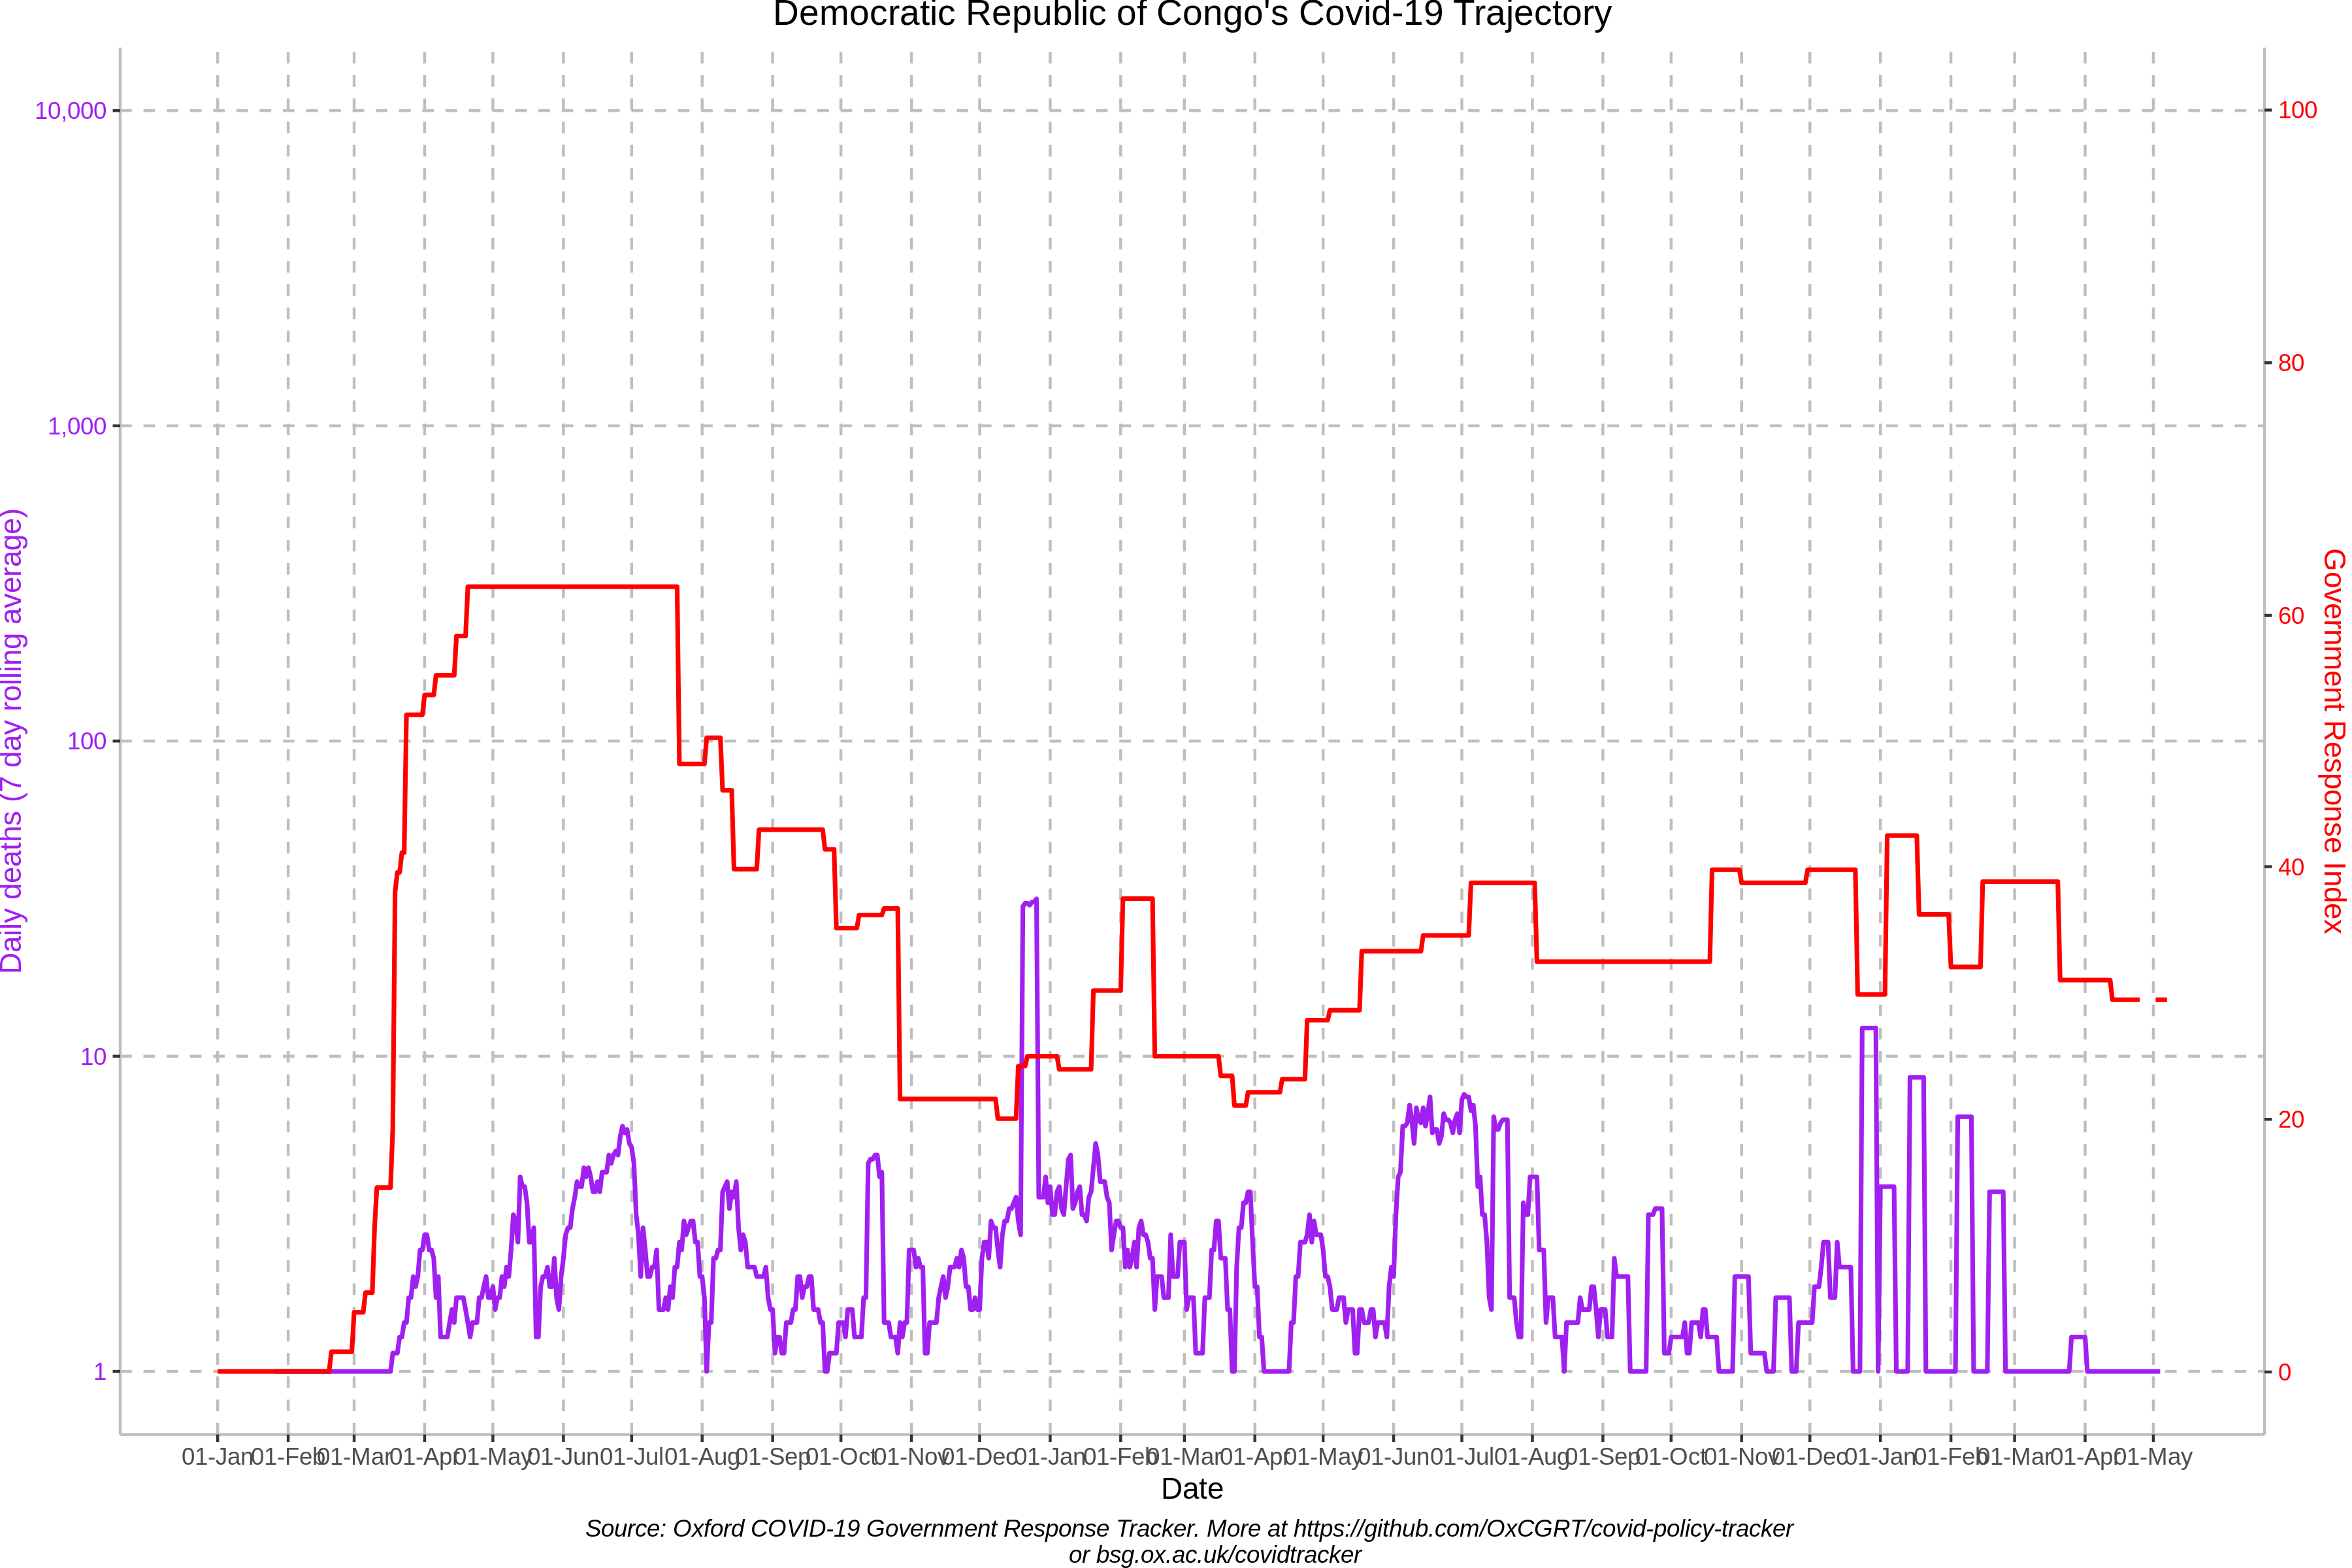 Democratic Republic of Congo's Covid-19 Trajectory
10,000
1,000
100
10
1
Daily deaths (7 day rolling average)
100
80
60
40
20
0
Government Response Index
01-Jan 01-Feb 01-Mar 01-Apr 01-May 01-Jun 01-Jul 01-Aug 01-Sep 01-Oct 01-Nov 01-Dec 01-Jan 01-Feb 01-Mar 01-Apr 01-May 01-Jun 01-Jul 01-Aug 01-Sep 01-Oct 01-Nov 01-Dec 01-Jan 01-Feb 01-Mar 01-Apr 01-May
Date
Source: Oxford COVID-19 Government Response Tracker. More at https://github.com/OxCGRT/covid-policy-tracker
or bsg.ox.ac.uk/covidtracker